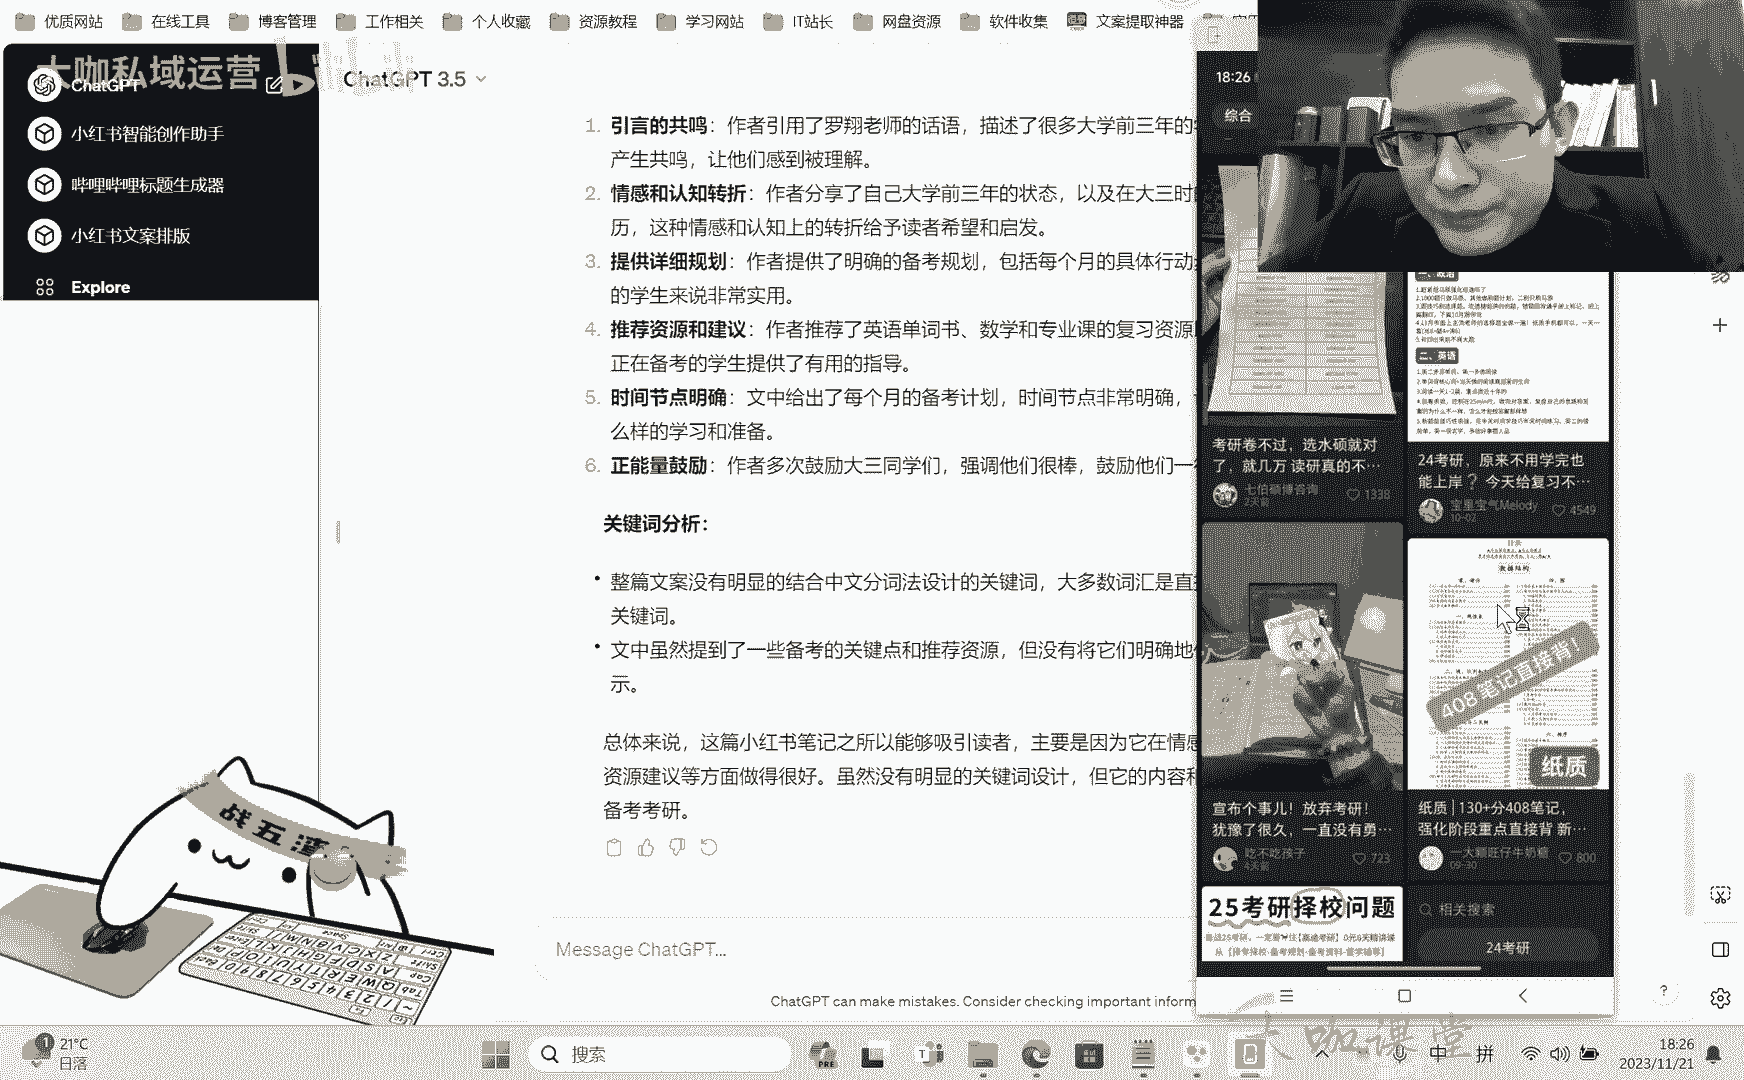 优质网站
在线工具
博客管理
工作相关
个人收藏
资源教程
学习网站
IT站长
网盘资源
软件收集
文案提取神器
大咖私域运营
ChatGPT
小红书智能创作助手
哔哩哔哩标题生成器
小红书文案排版
Explore
ChatGPT 3.5
1. 引言的共鸣：作者引用了罗翔老师的话语，描述了很多大学前三年的
产生共鸣，让他们感到被理解。
2. 情感和认知转折：作者分享了自己大学前三年的状态，以及在大三时
历，这种情感和认知上的转折给予读者希望和启发。
3. 提供详细规划：作者提供了明确的备考规划，包括每个月的具体行动
的学生来说非常实用。
4. 推荐资源和建议：作者推荐了英语单词书、数学和专业课的复习资源
正在备考的学生提供了有用的指导。
5. 时间节点明确：文中给出了每个月的备考计划，时间节点非常明确，
么样的学习和准备。
6. 正能量鼓励：作者多次鼓励大三同学们，强调他们很棒，鼓励他们一
关键词分析：
• 整篇文案没有明显的结合中文分词法设计的关键词，大多数词汇是直
关键词。
• 文中虽然提到了一些备考的关键点和推荐资源，但没有将它们明确地
示。
总体来说，这篇小红书笔记之所以能够吸引读者，主要是因为它在情感
资源建议等方面做得很好。虽然没有明显的关键词设计，但它的内容和
备考考研。
Message ChatGPT...
ChatGPT can make mistakes. Consider checking important inform
18:26
综合
二、英语
考研卷不过，选水硕就对
了，就几万 读研真的不…
七伯硕博咨询
1338
24考研，原来不用学完也
能上岸？ 今天给复习不…
宝里宝气Melody
10-02
4549
数据结构
408 笔记直接背！
纸质
宣布个事儿！放弃考研！
犹豫了很久，一直没有勇…
吃不吃孩子
723
纸质 | 130+分408笔记，
强化阶段重点直接背 新…
一大颗旺仔牛奶糖
09-30
800
25考研择校问题
相关搜索
24考研
战五渣
大咖课堂
21°C
日落
搜索
中
拼
18:26
2023/11/21